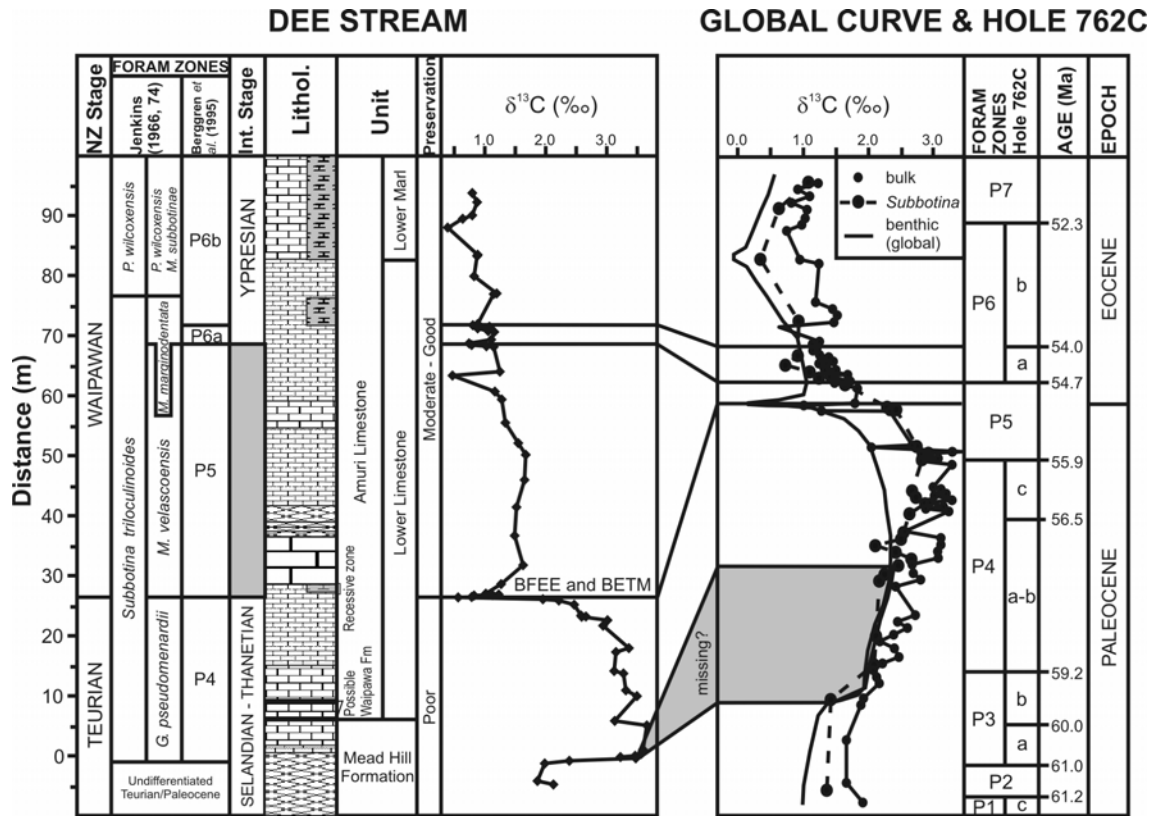 DEE STREAM
GLOBAL CURVE & HOLE 762C
NZ Stage
FORAM ZONES
Jenkins
(1966, 74)
Berggren et
al. (1995)
Int. Stage
Lithol.
Unit
Preservation
δ13C (‰)
1.0 2.0 3.0
δ13C (‰)
0.0 1.0 2.0 3.0
FORAM
ZONES
Hole 762C
AGE (Ma)
EPOCH
Distance (m)
90
80
70
60
50
40
30
20
10
0
WAIPAWAN
TEURIAN
P. wilcoxensis
Subbotina triloculinoides
P. wilcoxensis
M. subbotinae
M. marginodentata
M. velascoensis
G. pseudomenardii
Undifferentiated
Teurian/Paleocene
P6b
P6a
P5
P4
YPRESIAN
SELANDIAN - THANETIAN
Amuri Limestone
Recessive zone
Possible
Waipawa Fm
Lower Marl
Lower Limestone
Mead Hill
Formation
Moderate - Good
Poor
BFEE and BETM
missing?
bulk
Subbotina
benthic
(global)
P7
P6
b
a
P5
P4
c
a-b
P3
b
a
P2
P1
c
52.3
54.0
54.7
55.9
56.5
59.2
60.0
61.0
61.2
EOCENE
PALEOCENE